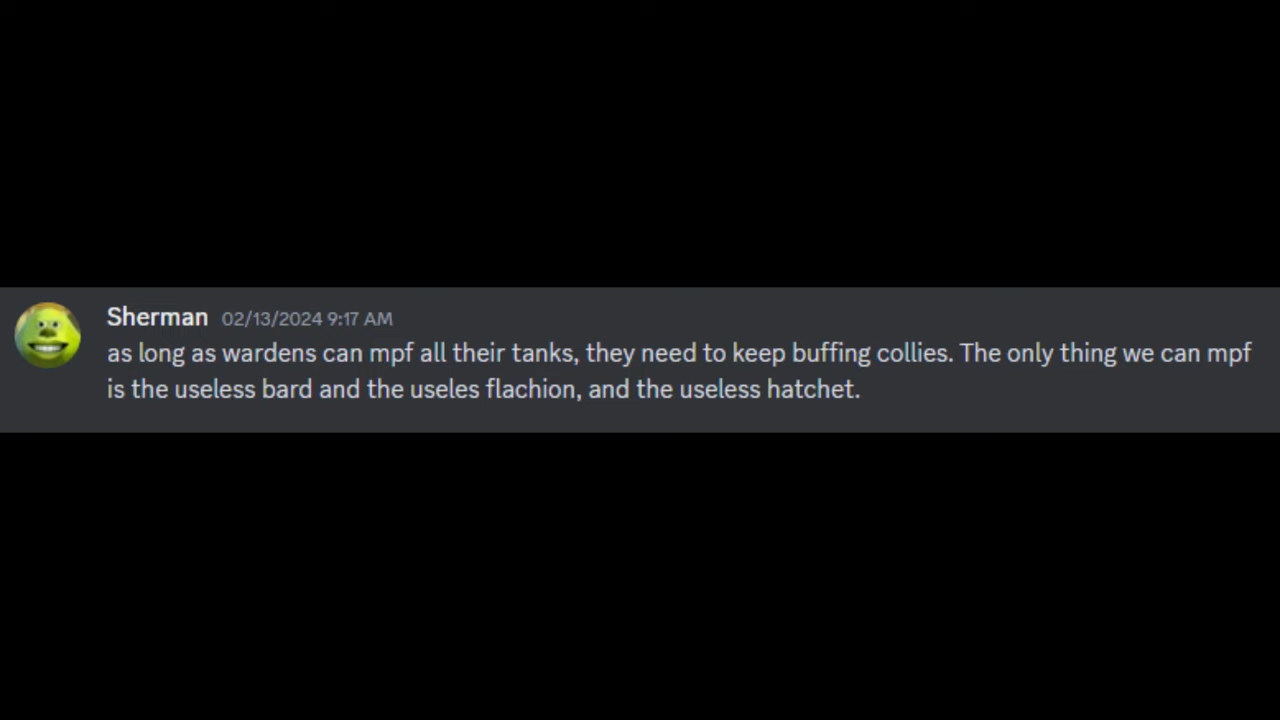 Sherman 02/13/2024 9:17 AM
as long as wardens can mpf all their tanks, they need to keep buffing collies. The only thing we can mpf
is the useless bard and the useles flachion, and the useless hatchet.